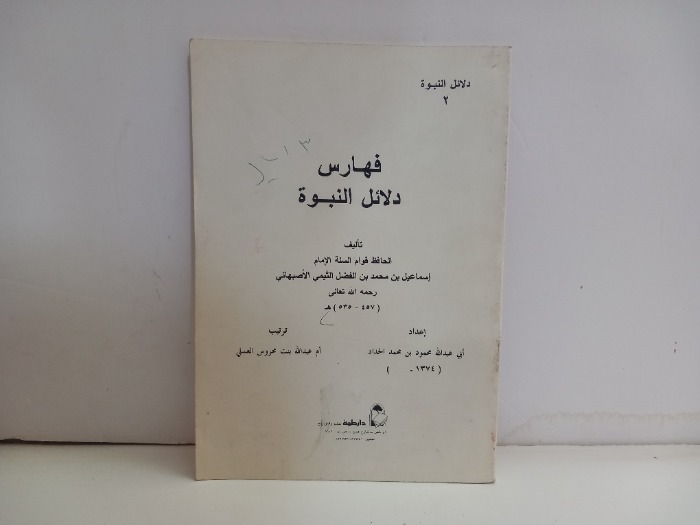 دلائل النبوة
٢
٣ ريال
فهارس
دلائل النبوة
تأليف
الحافظ قوام السنة الإمام
إسماعيل بن محمد بن الفضل التيمي الأصبهاني
رحمه الله تعالى
( ٤٥٧ - ٥٣٥ ) هـ
إعداد
ترتيب
أبي عبدالله محمود بن محمد الحداد
أم عبدالله بنت محروس العسلي
( ١٣٧٤ - )